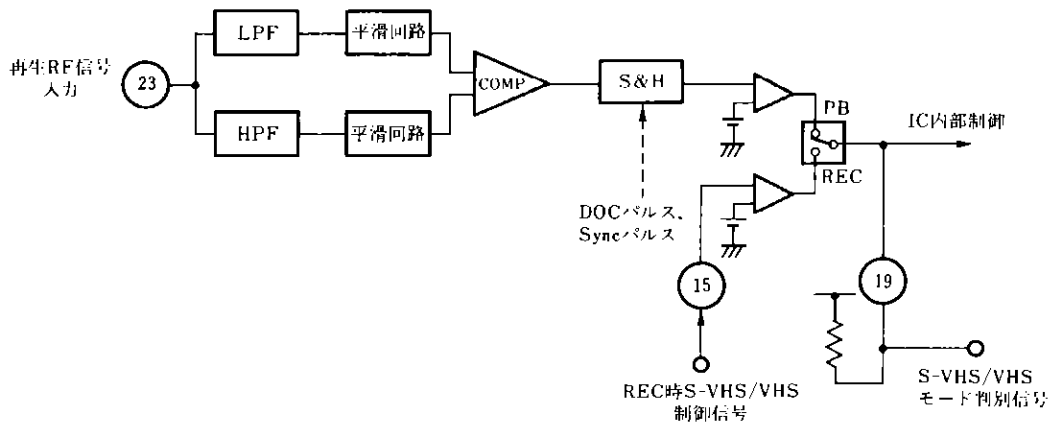 LPF
平滑回路
再生RF信号
入力
23
COMP
S&H
HPF
平滑回路
PB
IC内部制御
REC
DOCパルス、
Syncパルス
15
19
REC時S-VHS/VHS
制御信号
S-VHS/VHS
モード判別信号